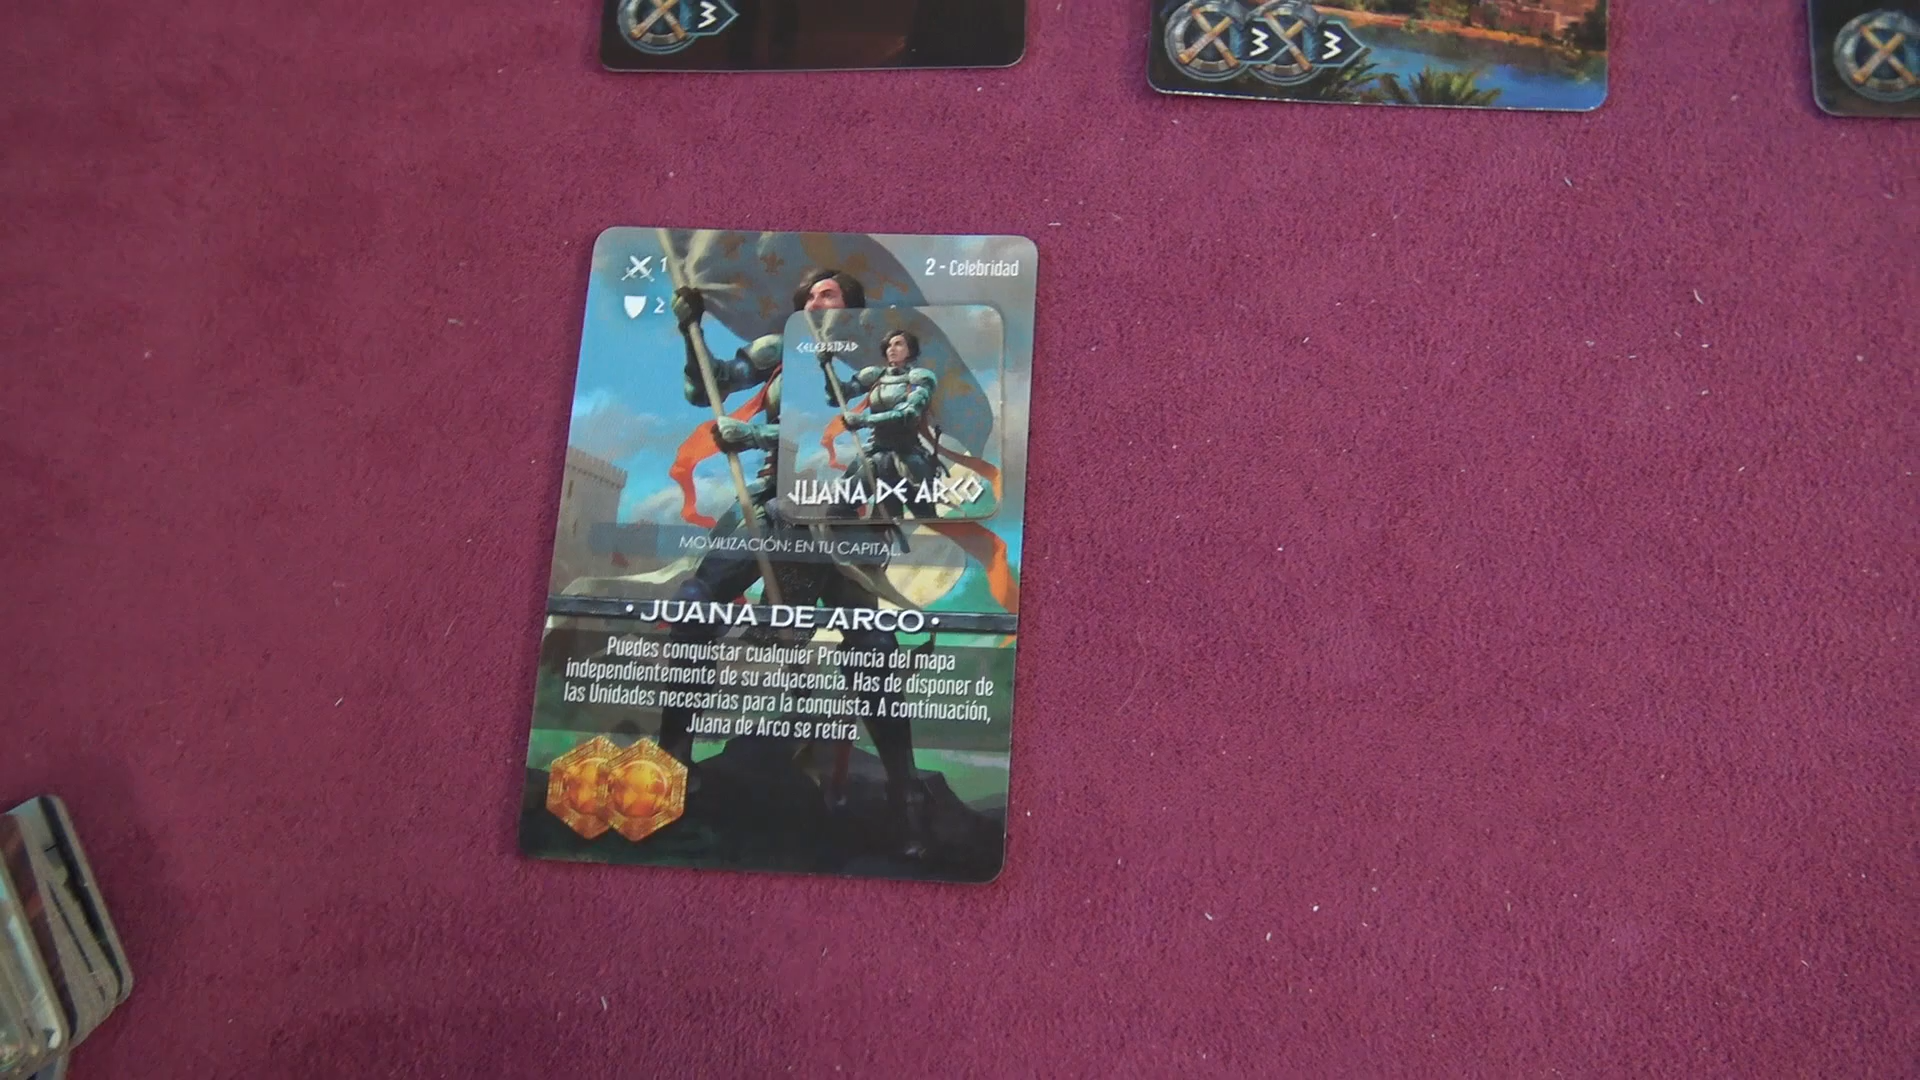 3
3
3
1
2 - Celebridad
2
CELEBRIDAD
JUANA DE ARCO
MOVILIZACIÓN: EN TU CAPITAL.
• JUANA DE ARCO •
Puedes conquistar cualquier Provincia del mapa
independientemente de su adyacencia. Has de disponer de
las Unidades necesarias para la conquista. A continuación,
Juana de Arco se retira.